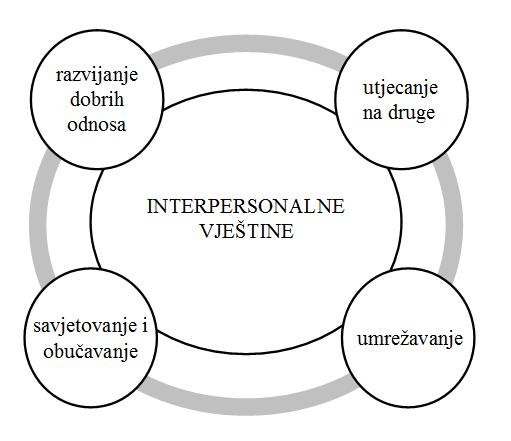 razvijanje
dobrih
odnosa
utjecanje
na druge
INTERPERSONALNE
VJEŠTINE
savjetovanje i
obučavanje
umrežavanje